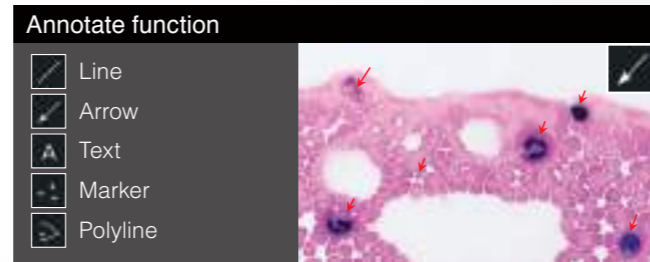 Annotate function
Line
Arrow
A Text
Marker
Polyline